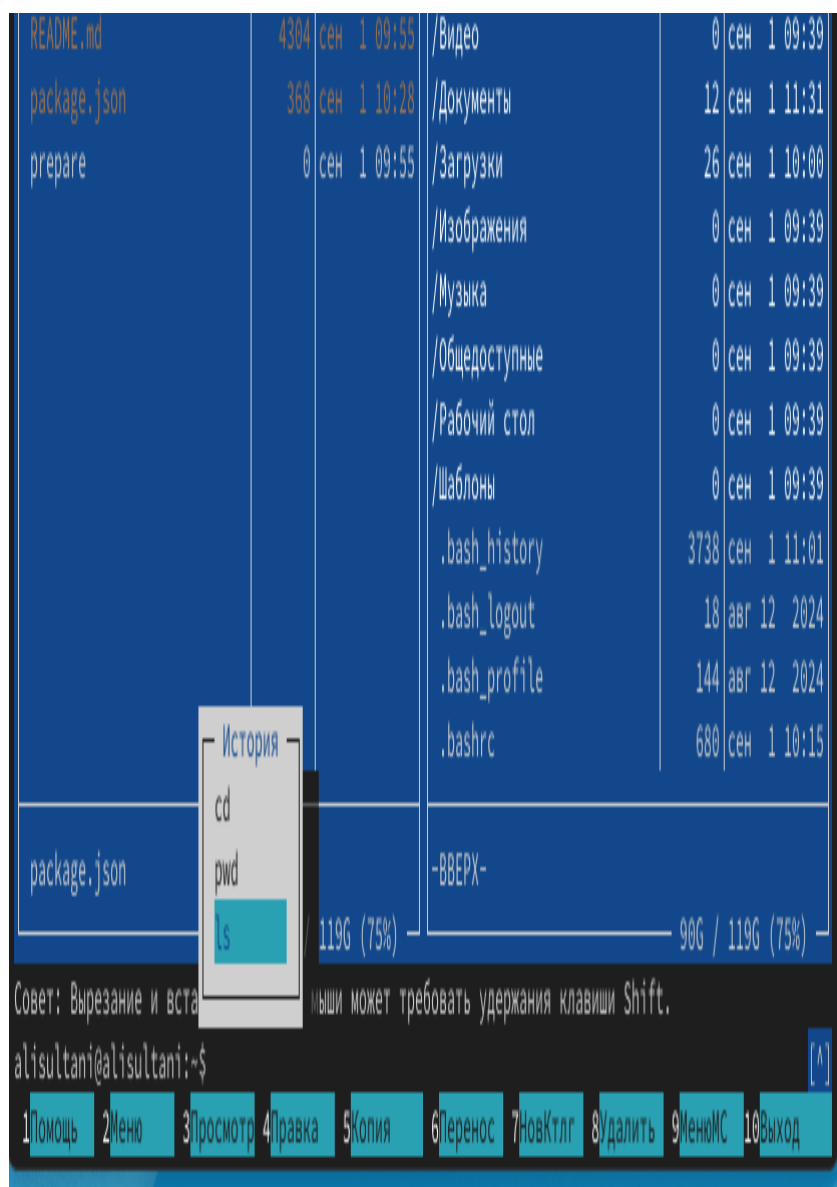 README.md 4304 сен 1 09:55 /Видео 0 сен 1 09:39
package.json 368 сен 1 10:28 /Документы 12 сен 1 11:31
prepare 0 сен 1 09:55 /Загрузки 26 сен 1 10:00
/Изображения 0 сен 1 09:39
/Музыка 0 сен 1 09:39
/Общедоступные 0 сен 1 09:39
/Рабочий стол 0 сен 1 09:39
/Шаблоны 0 сен 1 09:39
.bash_history 3738 сен 1 11:01
.bash_logout 18 авг 12 2024
.bash_profile 144 авг 12 2024
.bashrc 680 сен 1 10:15
История
cd
pwd
ls
package.json -ВВЕРХ-
/ 119G (75%) 90G / 119G (75%)
Совет: Вырезание и вста мыши может требовать удержания клавиши Shift.
alisultani@alisultani:~$ [^]
1Помощь 2Меню 3Просмотр 4Правка 5Копия 6Перенос 7НовКтлг 8Удалить 9МенюМС 10Выход